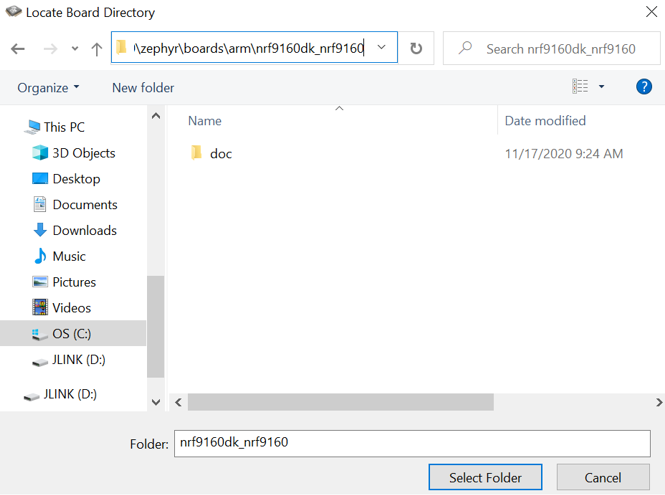 Locate Board Directory
\zephyr\boards\arm\nrf9160dk_nrf9160
Search nrf9160dk_nrf9160
Organize
New folder
?
This PC
3D Objects
Desktop
Documents
Downloads
Music
Pictures
Videos
OS (C:)
JLINK (D:)
JLINK (D:)
Name
Date modified
doc
11/17/2020 9:24 AM
Folder:
nrf9160dk_nrf9160
Select Folder
Cancel